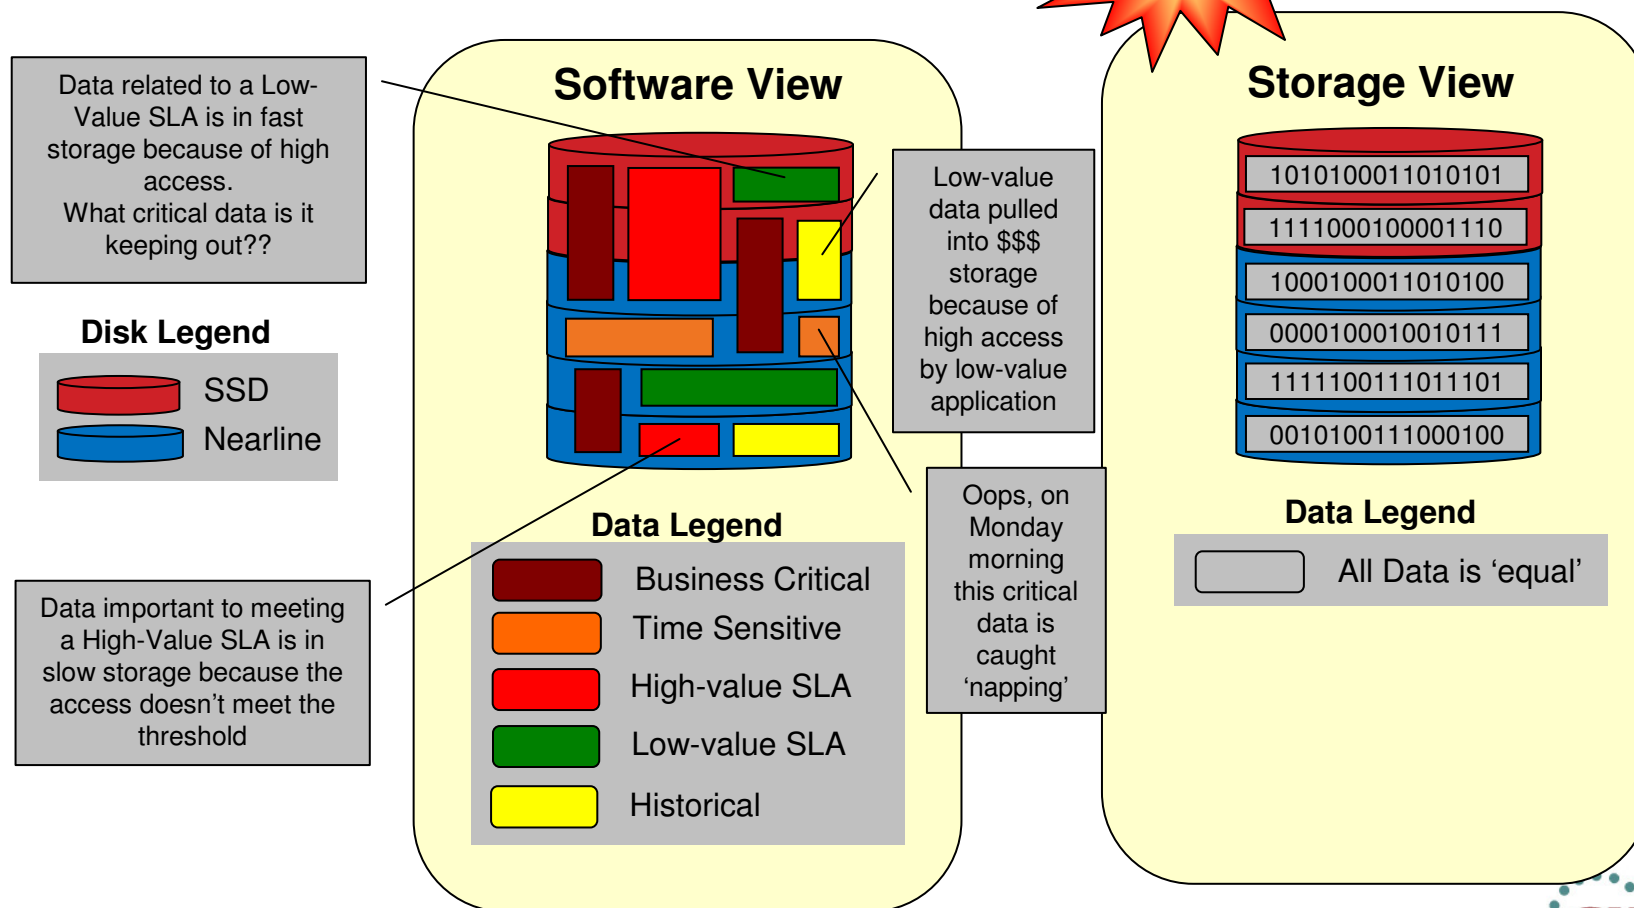 Software View
Storage View
Data related to a Low-
Value SLA is in fast
storage because of high
access.
What critical data is it
keeping out??
Disk Legend
SSD
Nearline
Data important to meeting
a High-Value SLA is in
slow storage because the
access doesn't meet the
threshold
Low-value
data pulled
into $$$
storage
because of
high access
by low-value
application
Oops, on
Monday
morning
this critical
data is
caught
‘napping’
Data Legend
Business Critical
Time Sensitive
High-value SLA
Low-value SLA
Historical
1010100011010101
1111000100001110
1000100011010100
0000100010010111
1111100111011101
0010100111000100
Data Legend
All Data is ‘equal’